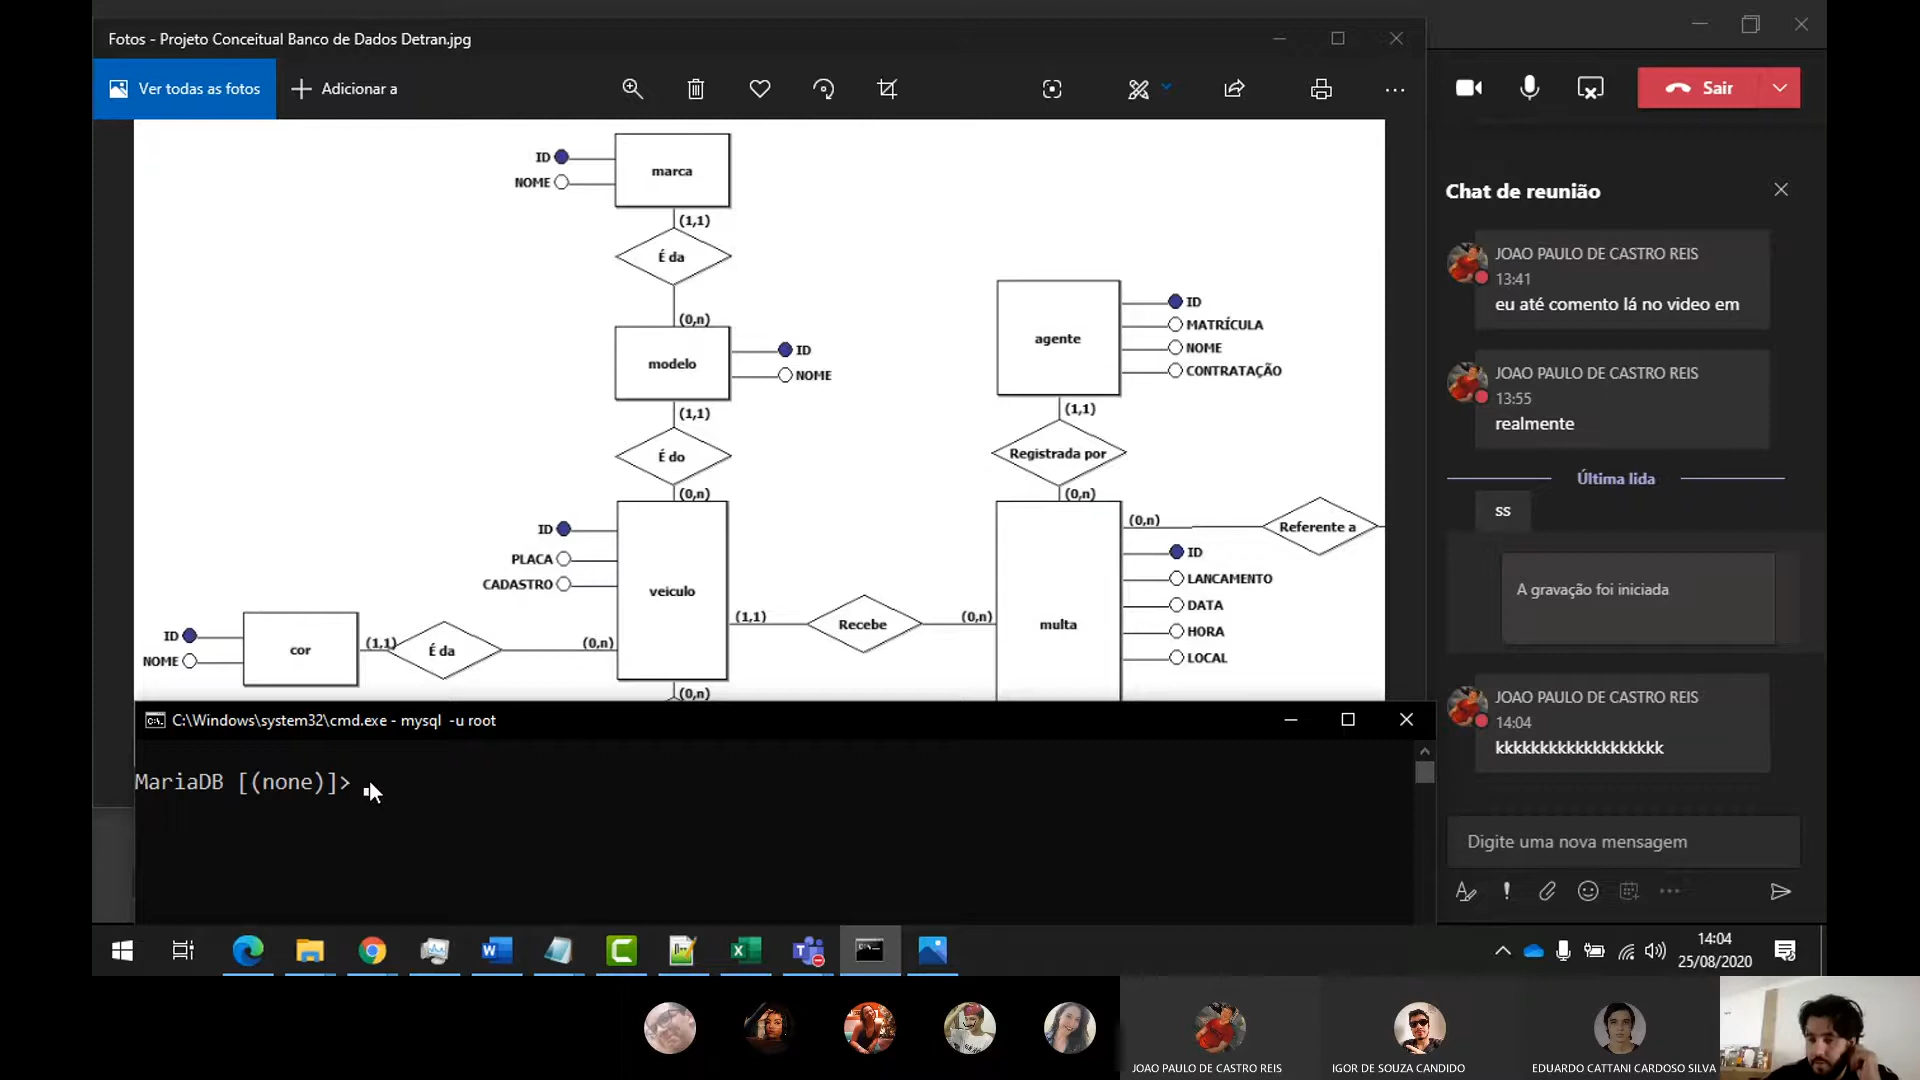 Fotos - Projeto Conceitual Banco de Dados Detran.jpg
Ver todas as fotos
Adicionar a
Sair
ID
NOME
marca
(1,1)
É da
(0,n)
modelo
ID
NOME
(1,1)
É do
(0,n)
ID
PLACA
CADASTRO
veiculo
(1,1)
Recebe
(0,n)
ID
NOME
cor
(1,1)
É da
(0,n)
(0,n)
agente
ID
MATRÍCULA
NOME
CONTRATAÇÃO
(1,1)
Registrada por
(0,n)
multa
(0,n)
Referente a
ID
LANCAMENTO
DATA
HORA
LOCAL
C:\Windows\system32\cmd.exe - mysql -u root
MariaDB [(none)]>
Chat de reunião
JOAO PAULO DE CASTRO REIS
13:41
eu até comento lá no video em
JOAO PAULO DE CASTRO REIS
13:55
realmente
Última lida
ss
A gravação foi iniciada
JOAO PAULO DE CASTRO REIS
14:04
kkkkkkkkkkkkkkkkkkk
Digite uma nova mensagem
14:04
25/08/2020
JOAO PAULO DE CASTRO REIS
IGOR DE SOUZA CANDIDO
EDUARDO CATTANI CARDOSO SILVA